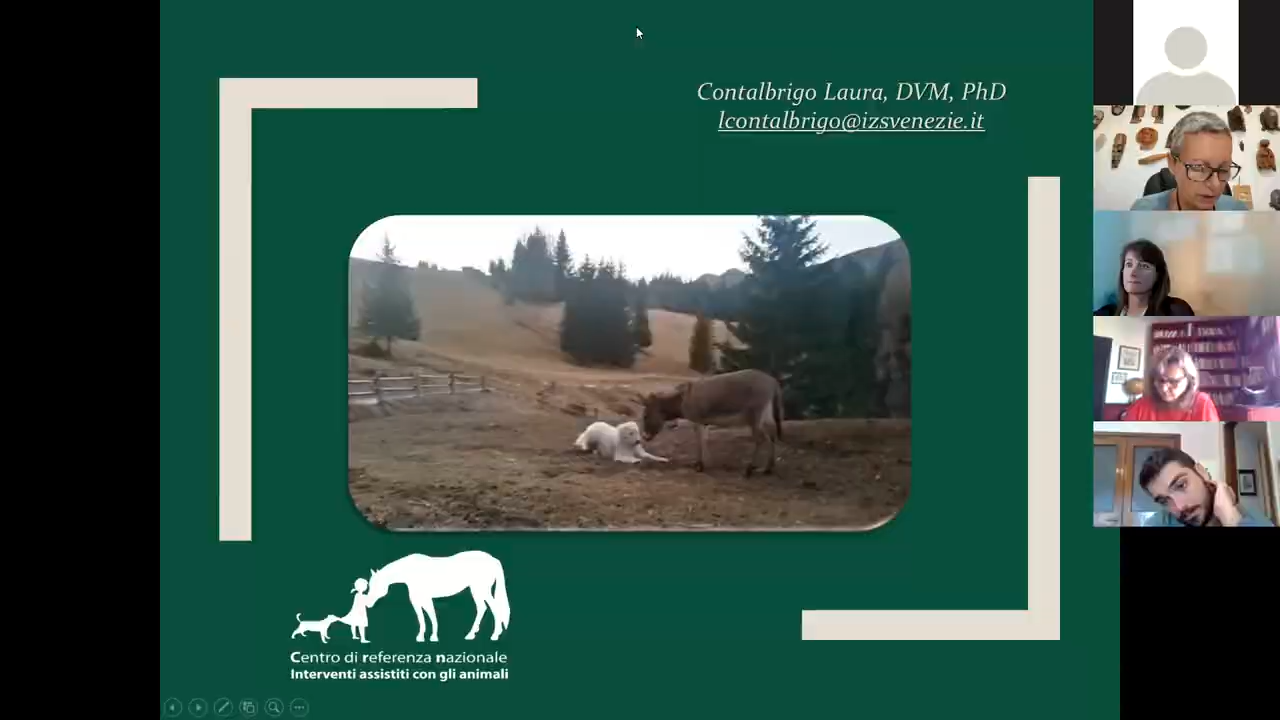 Contalbrigo Laura, DVM, PhD
lcontalbrigo@izsvenezie.it
Centro di referenza nazionale
Interventi assistiti con gli animali